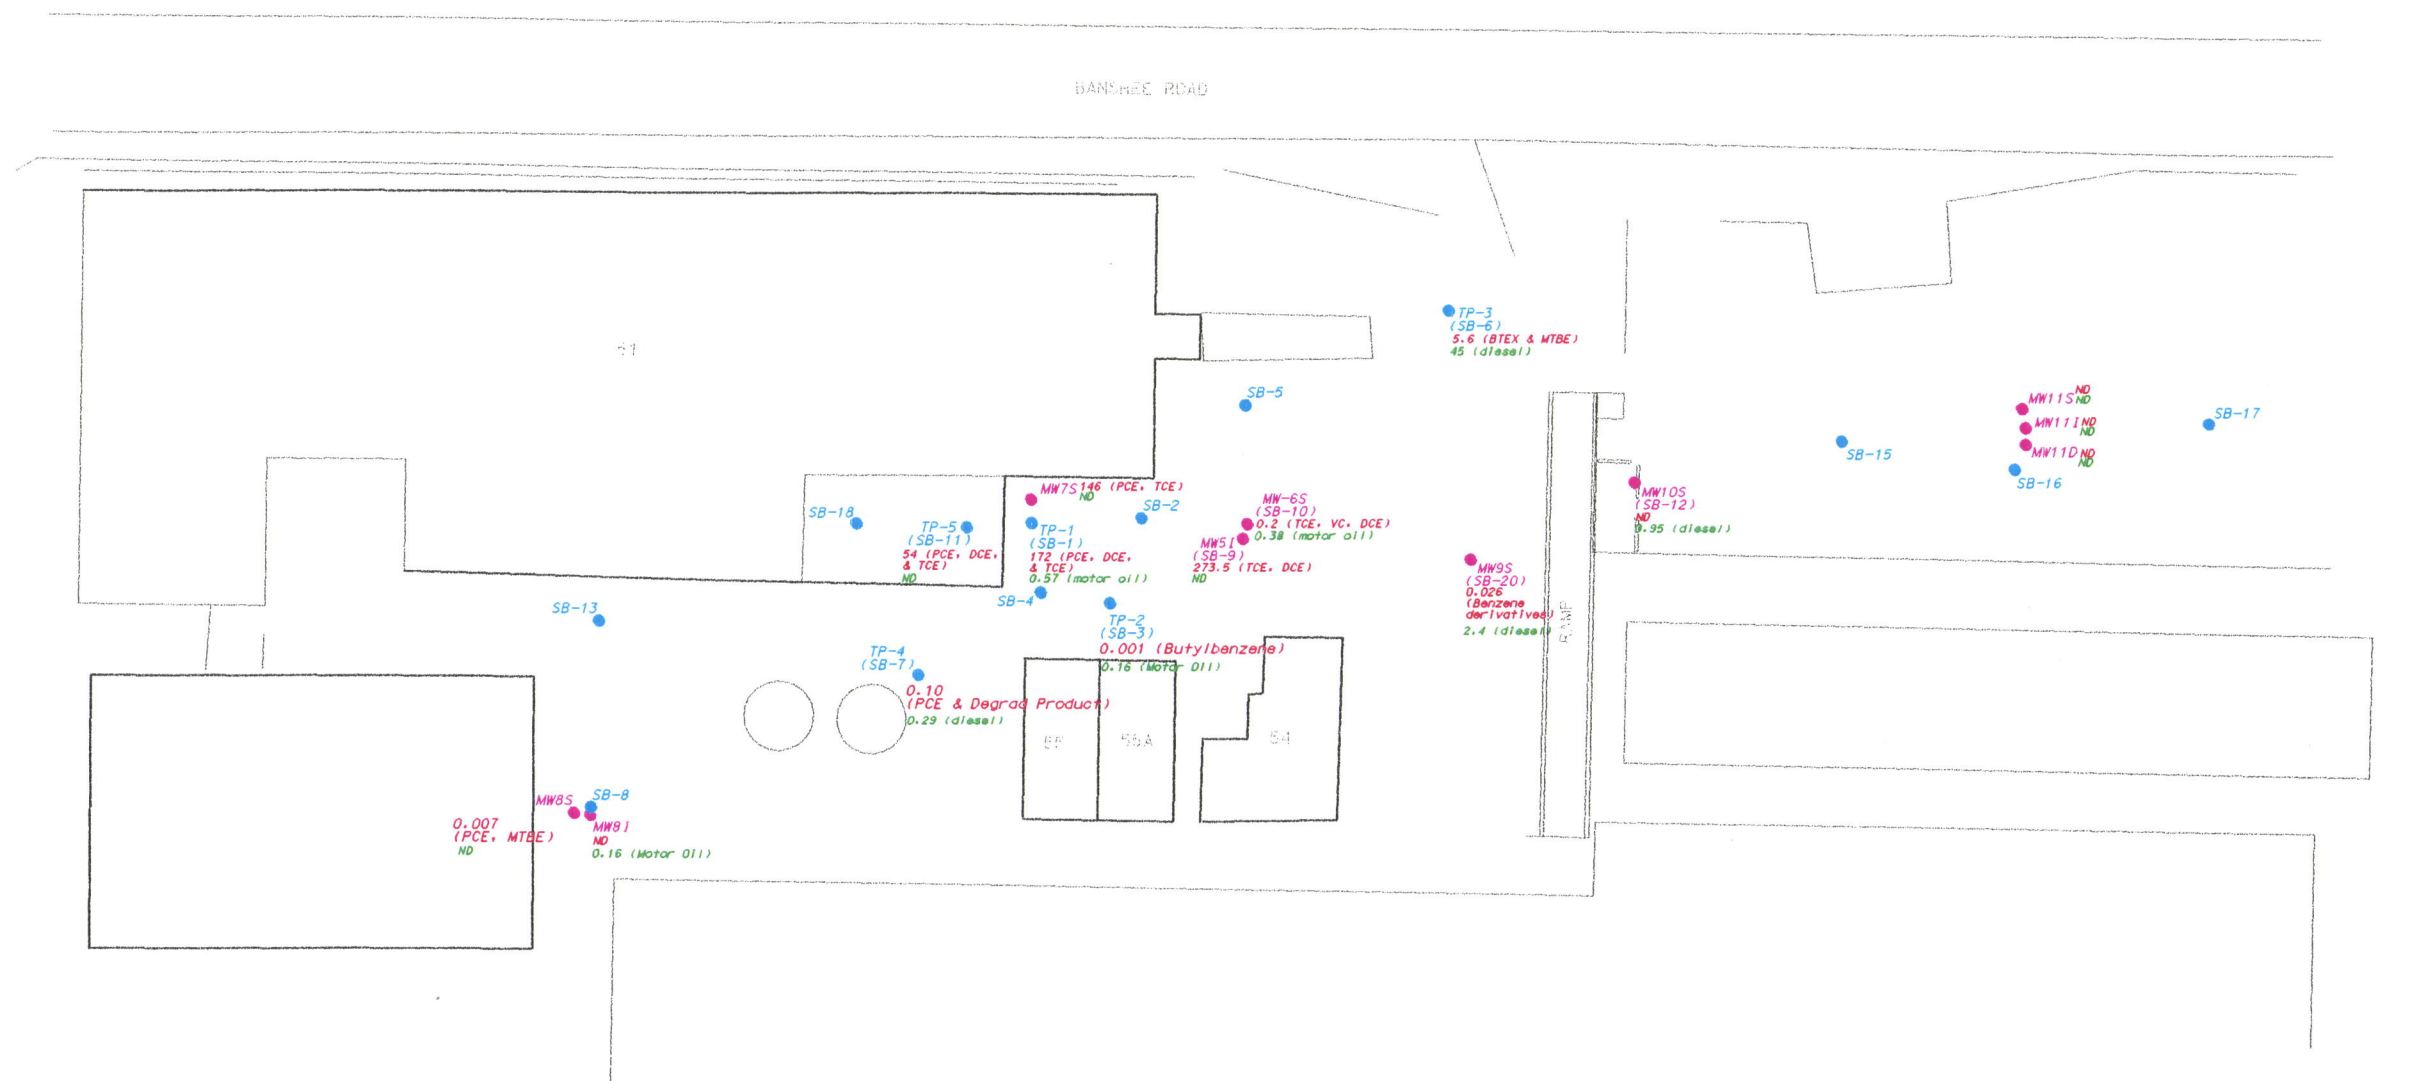 BANSHEE ROAD
TP-3
(SB-6)
5.6 (BTEX & MTBE)
45 (diesel)
SB-5
ND
MW11S ND
MW11I ND
ND
MW11D ND
ND
SB-16
SB-17
SB-15
MW7S 146 (PCE, TCE)
ND
SB-18
TP-5
(SB-11)
54 (PCE, DCE,
& TCE)
ND
TP-1
(SB-1)
172 (PCE, DCE,
& TCE)
0.57 (motor oil)
SB-2
MW-6S
(SB-10)
0.2 (TCE, VC, DCE)
0.38 (motor oil)
MW5I
(SB-9)
273.5 (TCE, DCE)
ND
MW10S
(SB-12)
ND
.95 (diesel)
MW9S
(SB-20)
0.026
(Benzene
derivatives)
2.4 (diesel)
RAMP
SB-4
SB-13
TP-2
(SB-3)
0.001 (Butylbenzene)
0.16 (Motor Oil)
TP-4
(SB-7)
0.10
(PCE & Degrad Product)
0.29 (diesel)
55A
54
MW8S
SB-8
MW8I
0.007
(PCE, MTBE)
ND
ND
0.16 (Motor Oil)